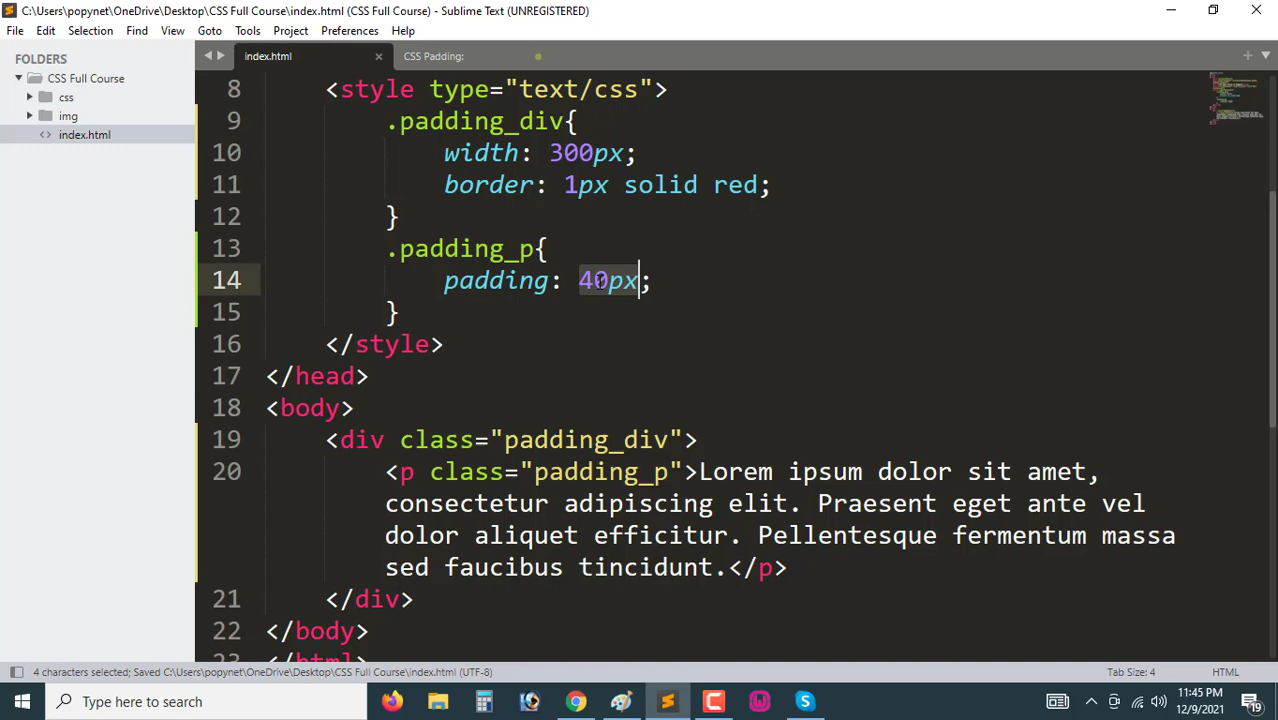 C:\Users\popynet\OneDrive\Desktop\CSS Full Course\index.html (CSS Full Course) - Sublime Text (UNREGISTERED)
File Edit Selection Find View Goto Tools Project Preferences Help
FOLDERS
CSS Full Course
css
img
index.html
index.html
CSS Padding:
8 <style type="text/css">
9 .padding_div{
10 width: 300px;
11 border: 1px solid red;
12 }
13 .padding_p{
14 padding: 40px;
15 }
16 </style>
17 </head>
18 <body>
19 <div class="padding_div">
20 <p class="padding_p">Lorem ipsum dolor sit amet,
consectetur adipiscing elit. Praesent eget ante vel
dolor aliquet efficitur. Pellentesque fermentum massa
sed faucibus tincidunt.</p>
21 </div>
22 </body>
23 </html>
4 characters selected; Saved C:\Users\popynet\OneDrive\Desktop\CSS Full Course\index.html (UTF-8)
Tab Size: 4
HTML
Type here to search
11:45 PM
12/9/2021
19